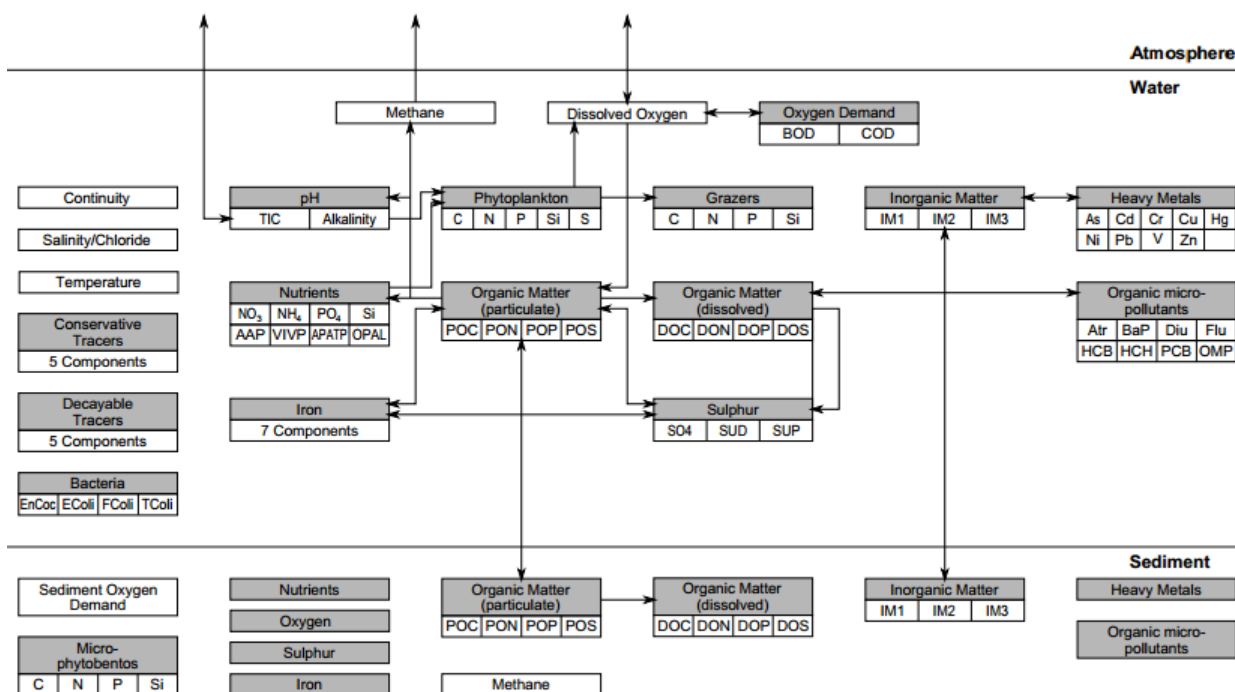 Atmosphere
Water
Methane
Dissolved Oxygen
Oxygen Demand
BOD COD
Continuity
pH
Phytoplankton
Grazers
Inorganic Matter
Heavy Metals
TIC Alkalinity
C N P Si S
C N P Si
IM1 IM2 IM3
As Cd Cr Cu Hg
Ni Pb V Zn
Salinity/Chloride
Temperature
Nutrients
NO₃ NH₄ PO₄ Si
AAP VIVP APATP OPAL
Organic Matter
(particulate)
POC PON POP POS
Organic Matter
(dissolved)
DOC DON DOP DOS
Organic micro-
pollutants
Atr BaP Diu Flu
HCB HCH PCB OMP
Conservative
Tracers
5 Components
Decayable
Tracers
5 Components
Iron
7 Components
Sulphur
SO4 SUD SUP
Bacteria
EnCoc EColi FColi TColi
Sediment
Sediment Oxygen
Demand
Nutrients
Organic Matter
(particulate)
POC PON POP POS
Organic Matter
(dissolved)
DOC DON DOP DOS
Inorganic Matter
IM1 IM2 IM3
Heavy Metals
Oxygen
Organic micro-
pollutants
Micro-
phytobentos
C N P Si
Sulphur
Iron
Methane